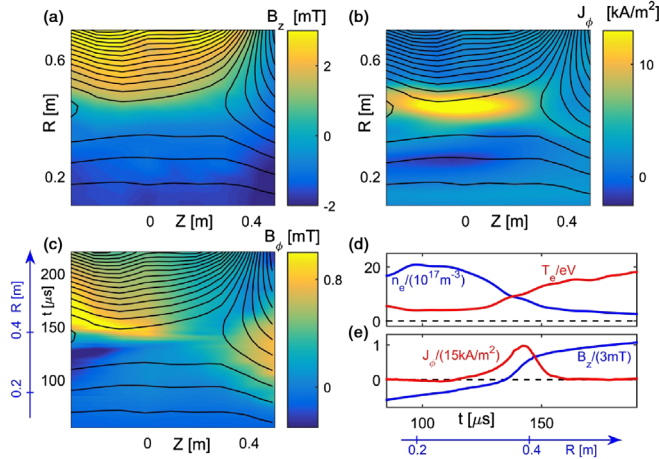 (a) B_z [mT]
(b) J_ϕ [kA/m²]
0.6
R [m]
0.2
0 Z [m] 0.4
2
0
-2
0.6
R [m]
0.2
0 Z [m] 0.4
10
5
0
(c) B_ϕ [mT]
200
t [μs]
150
100
R [m]
0.4
0.2
0 Z [m] 0.4
0.8
0.4
0
(d)
20
n_e/(10^17 m^-3)
T_e/eV
0
(e)
1
J_ϕ/(15kA/m²)
B_z/(3mT)
0
100 t [μs] 150
0.2 0.4 R [m]